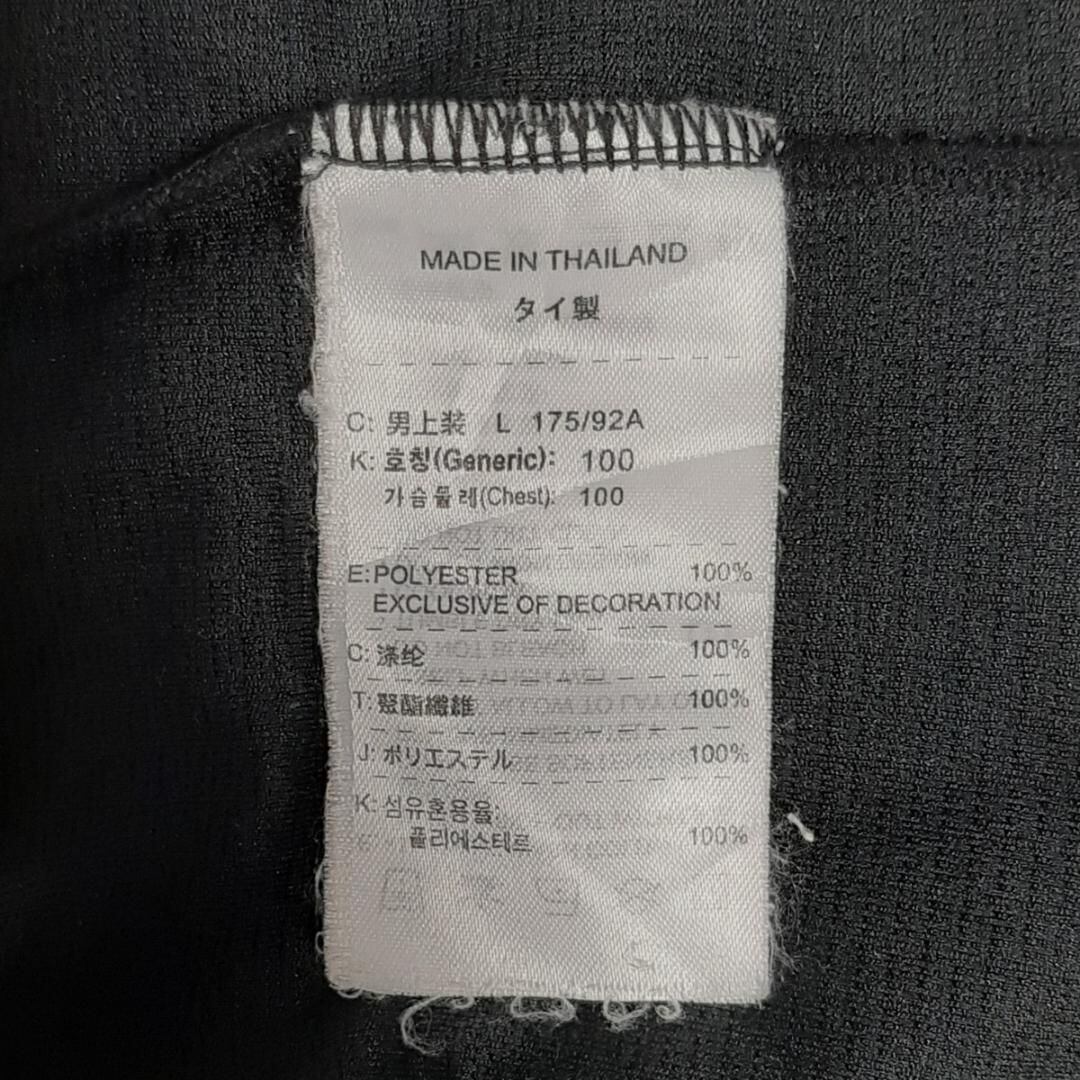 MADE IN THAILAND
タイ製
C: 男上装 L 175/92A
K: 호칭(Generic): 100
가슴둘레(Chest): 100
E: POLYESTER 100%
EXCLUSIVE OF DECORATION
C: 涤纶 100%
T: 聚酯纖維 100%
J: ポリエステル 100%
K: 섬유혼용율:
폴리에스테르 100%